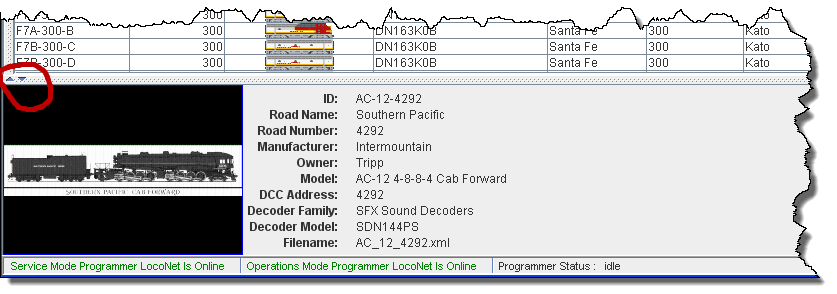 300 Kato
F7A-300-B 300 DN163K0B Santa Fe 300 Kato
F7B-300-C 300 DN163K0B Santa Fe 300 Kato
F7B-300-D 300 DN163K0B Santa Fe 300 Kato
ID: AC-12-4292
Road Name: Southern Pacific
Road Number: 4292
Manufacturer: Intermountain
Owner: Tripp
Model: AC-12 4-8-8-4 Cab Forward
DCC Address: 4292
Decoder Family: SFX Sound Decoders
Decoder Model: SDN144PS
Filename: AC_12_4292.xml
SOUTHERN PACIFIC CAB FORWARD
Service Mode Programmer LocoNet Is Online Operations Mode Programmer LocoNet Is Online Programmer Status : idle